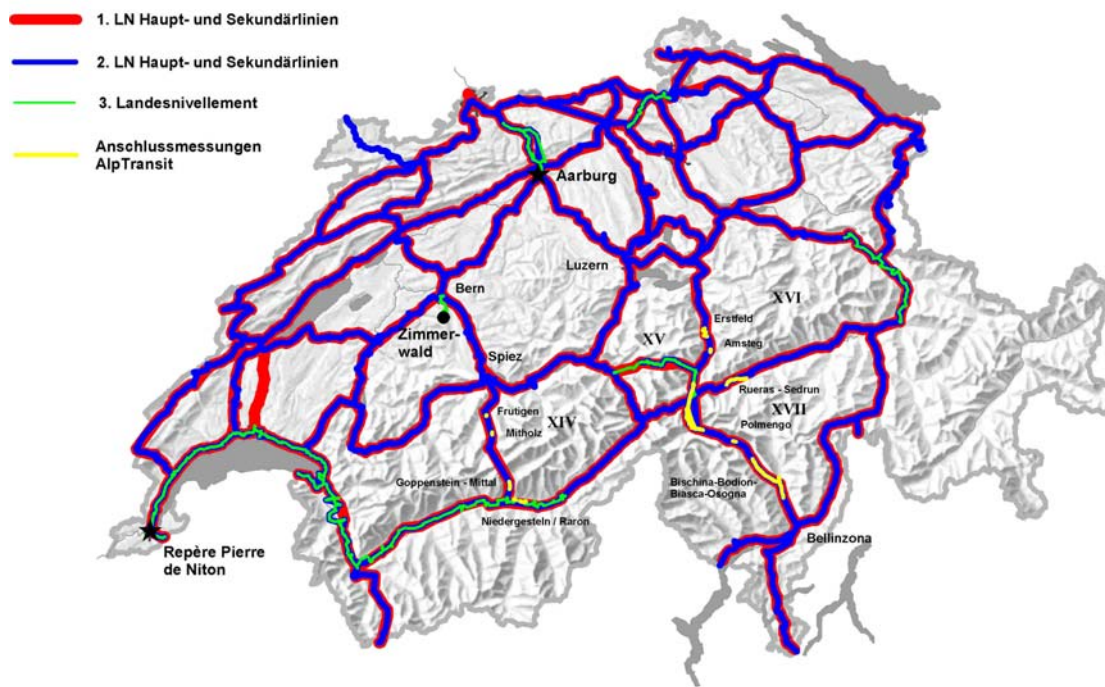 1. LN Haupt- und Sekundärlinien
2. LN Haupt- und Sekundärlinien
3. Landesnivellement
Anschlussmessungen
AlpTransit
Aarburg
Luzern
Bern
XVI
Zimmer-
wald
Erstfeld
XV
Amsteg
Spiez
Rueras - Sedrun
Frutigen
XIV
XVII
Mitholz
Polmengo
Goppenstein - Mittal
Bischina-Bodion-
Biasca-Osogna
Niedergesteln / Raron
Bellinzona
Repère Pierre
de Niton